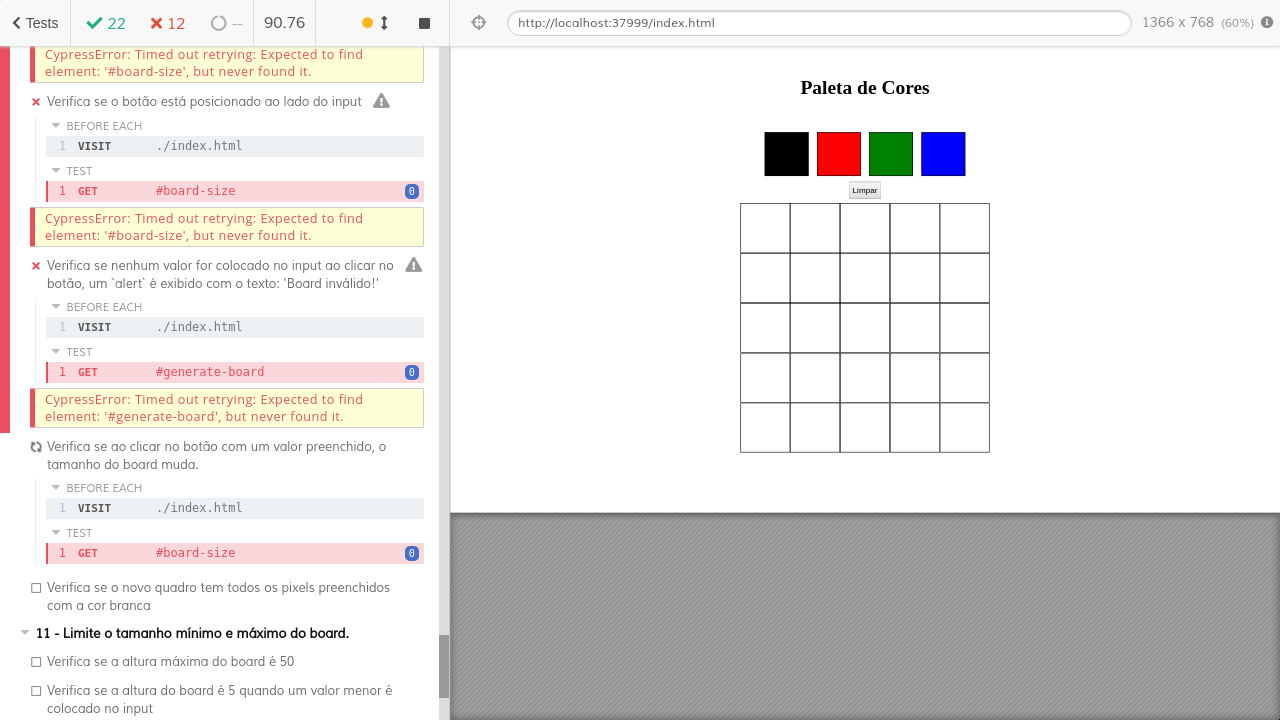 Tests
22
12
--
90.76
http://localhost:37999/index.html
1366 x 768 (60%)
CypressError: Timed out retrying: Expected to find
element: '#board-size', but never found it.
Verifica se o botão está posicionado ao lado do input
BEFORE EACH
1 VISIT ./index.html
TEST
1 GET #board-size 0
CypressError: Timed out retrying: Expected to find
element: '#board-size', but never found it.
Verifica se nenhum valor for colocado no input ao clicar no
botão, um `alert` é exibido com o texto: 'Board inválido!'
BEFORE EACH
1 VISIT ./index.html
TEST
1 GET #generate-board 0
CypressError: Timed out retrying: Expected to find
element: '#generate-board', but never found it.
Verifica se ao clicar no botão com um valor preenchido, o
tamanho do board muda.
BEFORE EACH
1 VISIT ./index.html
TEST
1 GET #board-size 0
Verifica se o novo quadro tem todos os pixels preenchidos
com a cor branca
11 - Limite o tamanho mínimo e máximo do board.
Verifica se a altura máxima do board é 50
Verifica se a altura do board é 5 quando um valor menor é
colocado no input
Paleta de Cores
Limpar